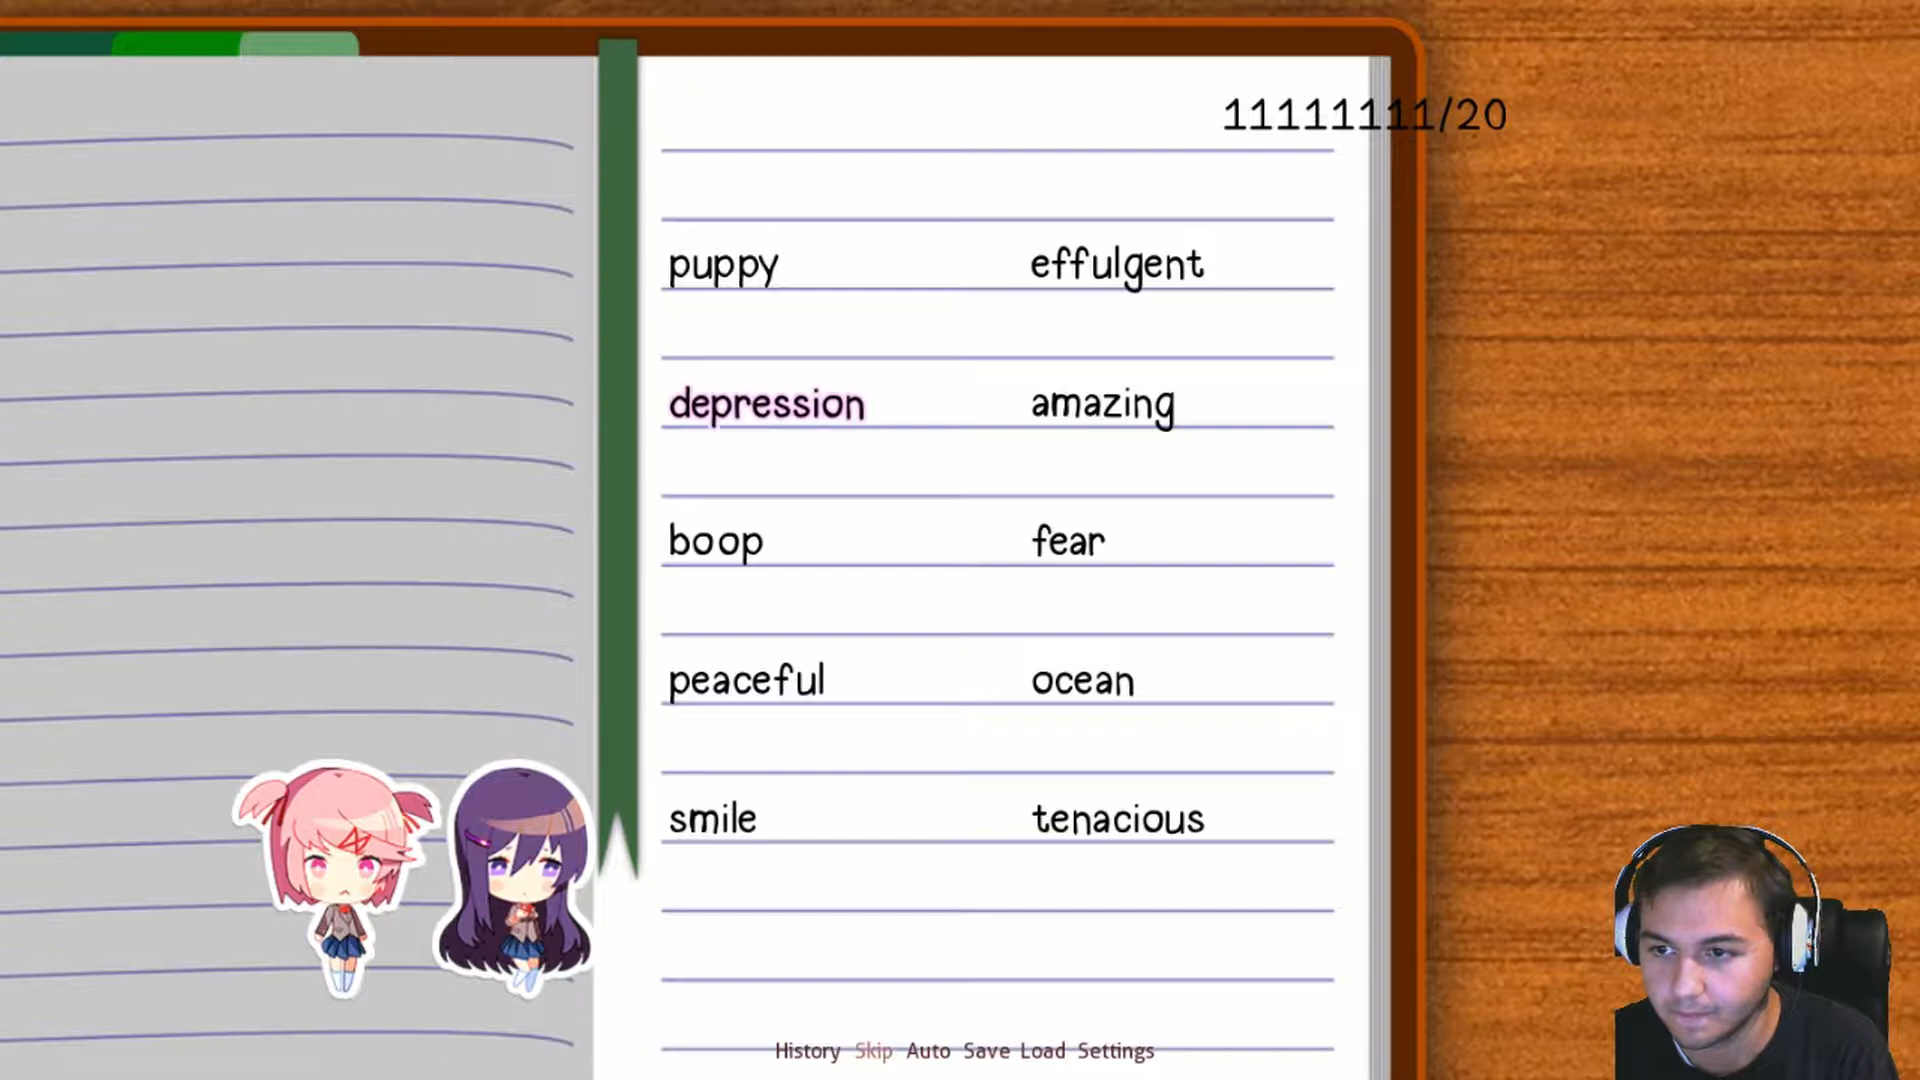 11111111/20
puppy effulgent
depression amazing
boop fear
peaceful ocean
smile tenacious
History Skip Auto Save Load Settings